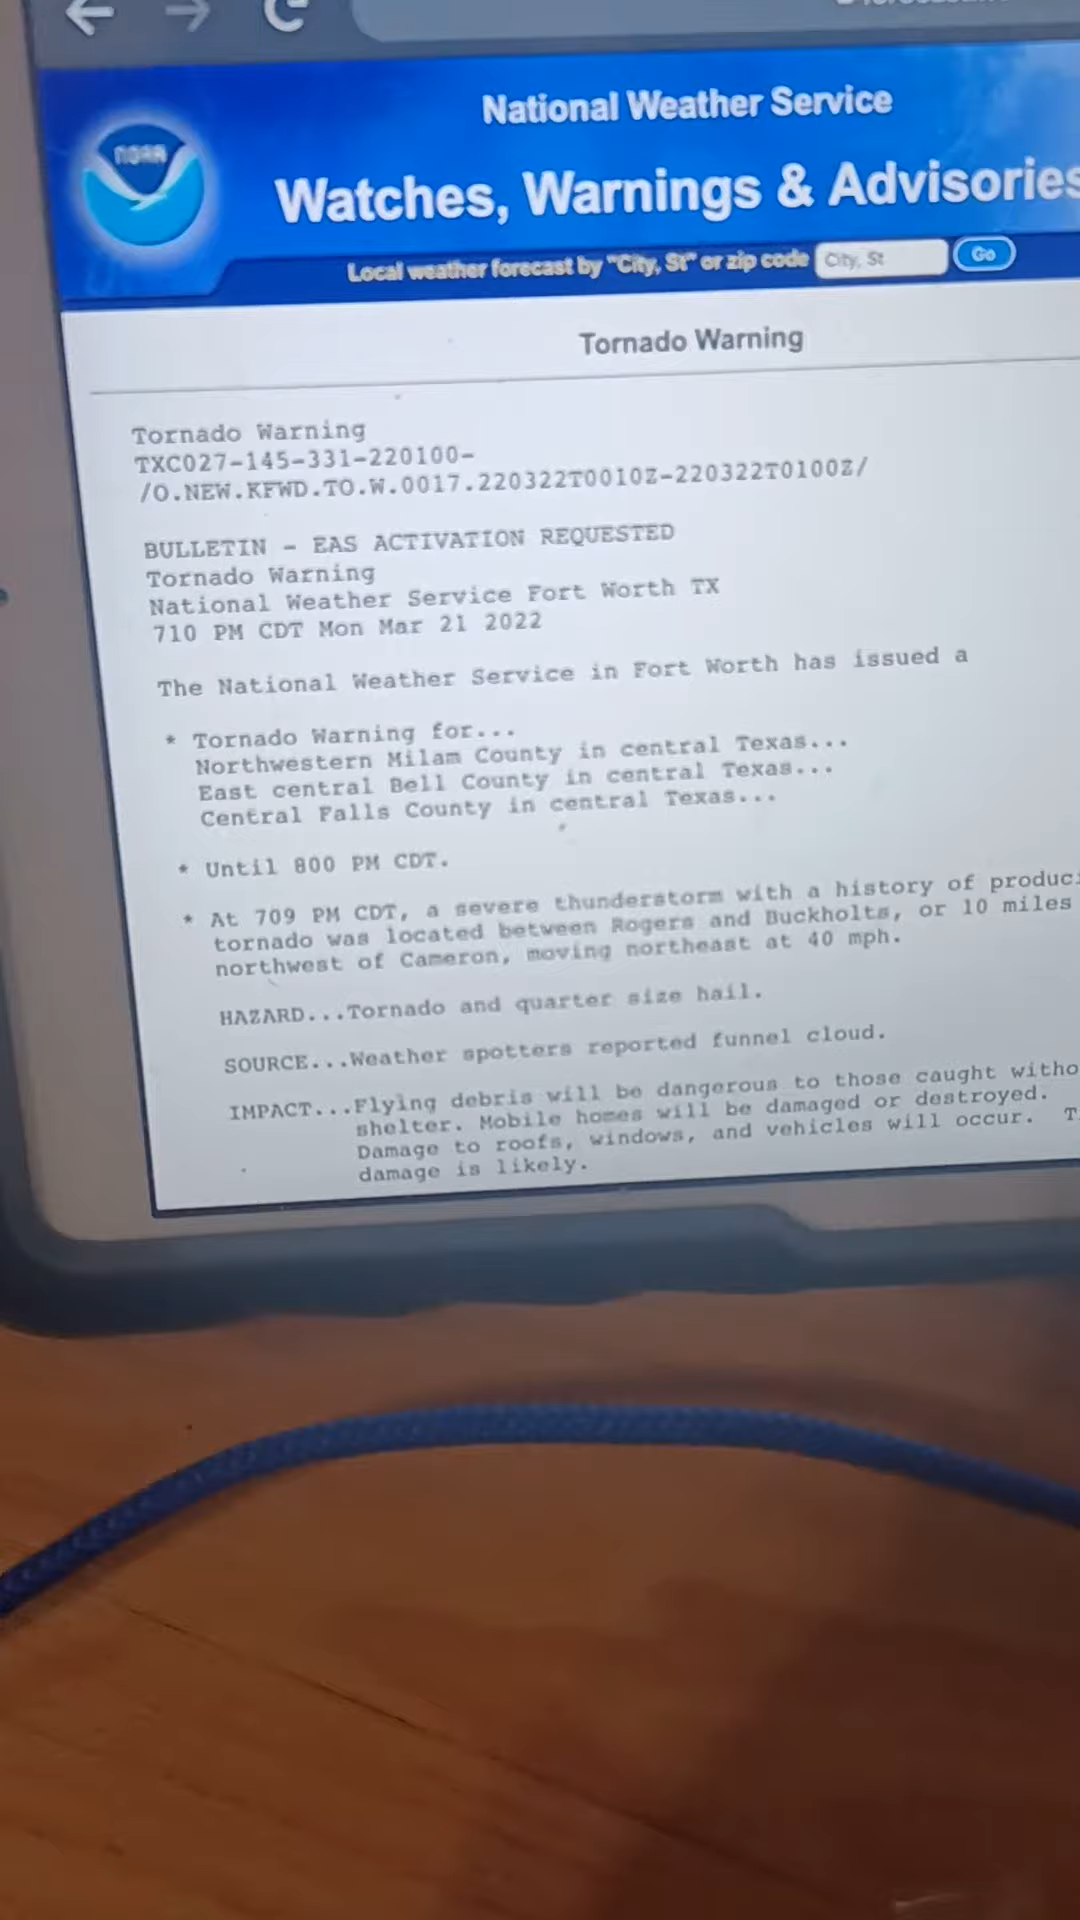 National Weather Service
noaa
Watches, Warnings & Advisories
Local weather forecast by "City, St" or zip code City, St Go
Tornado Warning
Tornado Warning
TXC027-145-331-220100-
/O.NEW.KFWD.TO.W.0017.220322T0010Z-220322T0100Z/
BULLETIN - EAS ACTIVATION REQUESTED
Tornado Warning
National Weather Service Fort Worth TX
710 PM CDT Mon Mar 21 2022
The National Weather Service in Fort Worth has issued a
* Tornado Warning for...
Northwestern Milam County in central Texas...
East central Bell County in central Texas...
Central Falls County in central Texas...
* Until 800 PM CDT.
* At 709 PM CDT, a severe thunderstorm with a history of
tornado was located between Rogers and Buckholts, or 10 miles
northwest of Cameron, moving northeast at 40 mph.
HAZARD...Tornado and quarter size hail.
SOURCE...Weather spotters reported funnel cloud.
IMPACT...Flying debris will be dangerous to those caught
shelter. Mobile homes will be damaged or destroyed.
Damage to roofs, windows, and vehicles will occur.
damage is likely.